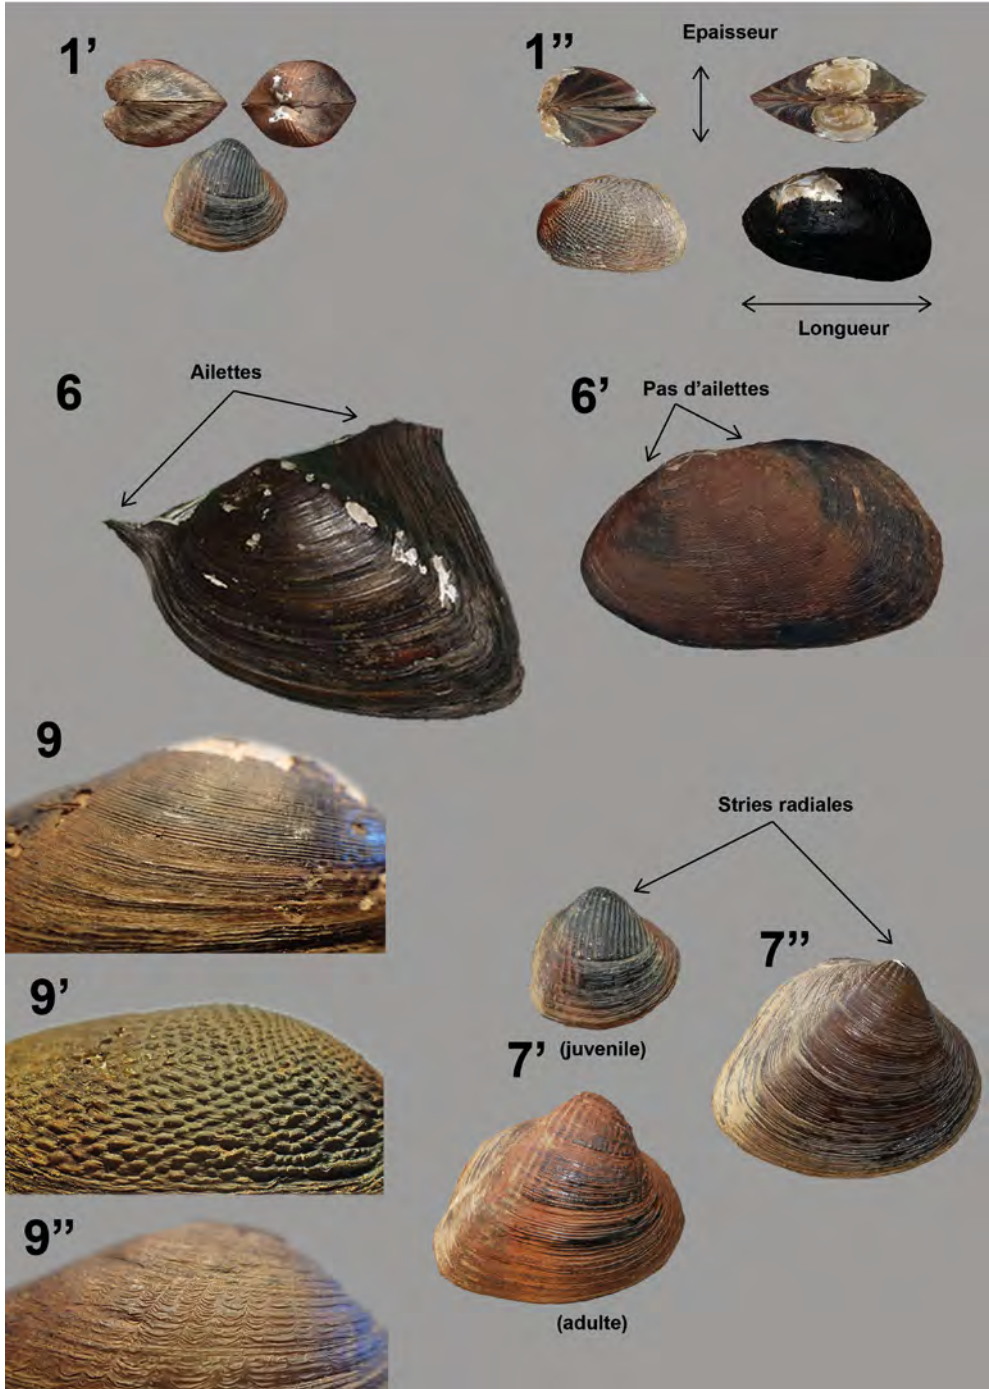 1’
1”
Epaisseur
Longueur
6
Ailettes
6’
Pas d’ailettes
9
Stries radiales
7”
9’
7’ (juvenile)
9”
(adulte)